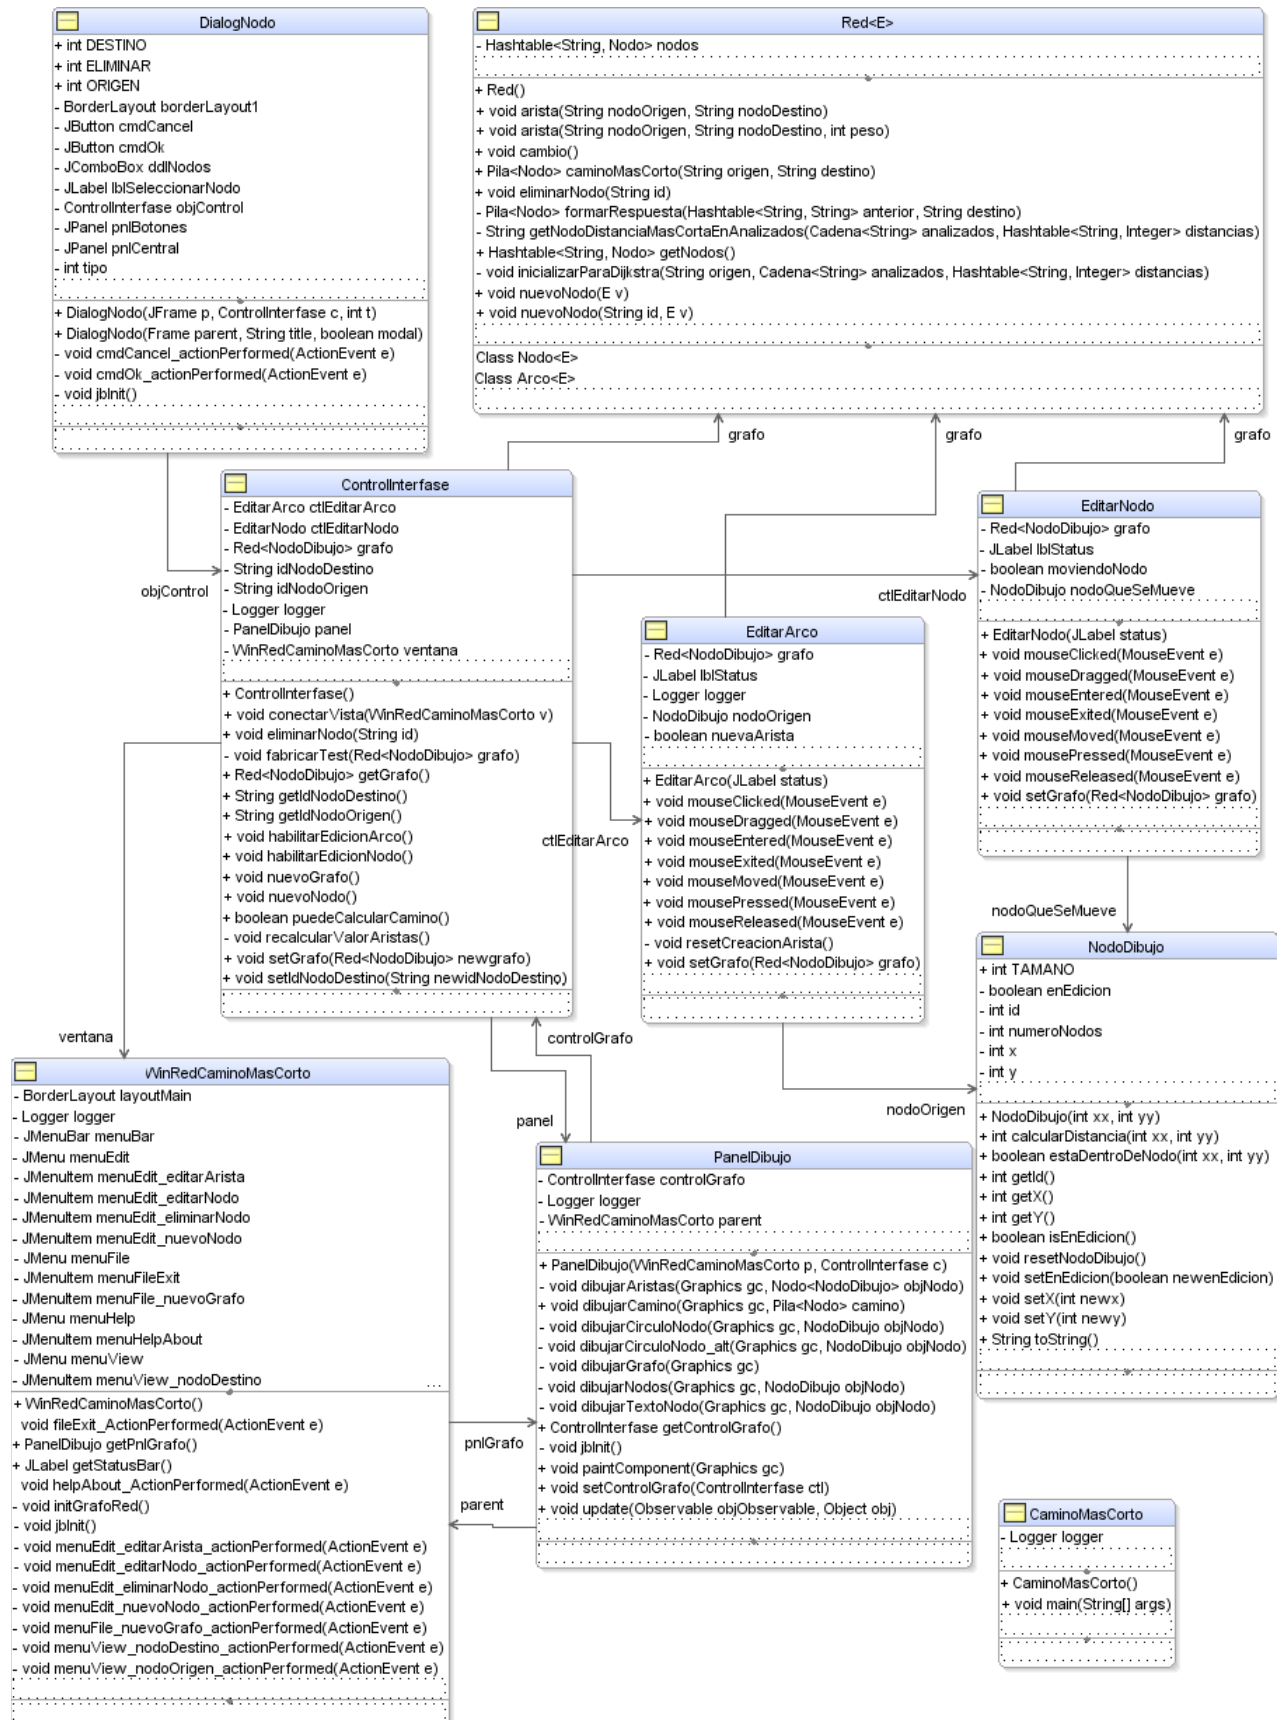 DialogNodo
+ int DESTINO
+ int ELIMINAR
+ int ORIGEN
- BorderLayout borderLayout1
- JButton cmdCancel
- JButton cmdOk
- JComboBox ddlNodos
- JLabel lblSeleccionarNodo
- ControlInterfase objControl
- JPanel pnlBotones
- JPanel pnlCentral
- int tipo
+ DialogNodo(JFrame p, ControlInterfase c, int t)
+ DialogNodo(Frame parent, String title, boolean modal)
- void cmdCancel_actionPerformed(ActionEvent e)
- void cmdOk_actionPerformed(ActionEvent e)
- void jbInit()
Red<E>
- Hashtable<String, Nodo> nodos
+ Red()
+ void arista(String nodoOrigen, String nodoDestino)
+ void arista(String nodoOrigen, String nodoDestino, int peso)
+ void cambio()
+ Pila<Nodo> caminoMasCorto(String origen, String destino)
+ void eliminarNodo(String id)
- Pila<Nodo> formarRespuesta(Hashtable<String, String> anterior, String destino)
- String getNodoDistanciaMasCortaEnAnalizados(Cadena<String> analizados, Hashtable<String, Integer> distancias)
+ Hashtable<String, Nodo> getNodos()
- void inicializarParaDijkstra(String origen, Cadena<String> analizados, Hashtable<String, Integer> distancias)
+ void nuevoNodo(E v)
+ void nuevoNodo(String id, E v)
Class Nodo<E>
Class Arco<E>
grafo
grafo
grafo
objControl
ControlInterfase
- EditarArco ctlEditarArco
- EditarNodo ctlEditarNodo
- Red<NodoDibujo> grafo
- String idNodoDestino
- String idNodoOrigen
- Logger logger
- PanelDibujo panel
- WinRedCaminoMasCorto ventana
+ ControlInterfase()
+ void conectarVista(WinRedCaminoMasCorto v)
+ void eliminarNodo(String id)
- void fabricarTest(Red<NodoDibujo> grafo)
+ Red<NodoDibujo> getGrafo()
+ String getIdNodoDestino()
+ String getIdNodoOrigen()
+ void habilitarEdicionArco()
+ void habilitarEdicionNodo()
+ void nuevoGrafo()
+ void nuevoNodo()
+ boolean puedeCalcularCamino()
- void recalcularValorAristas()
+ void setGrafo(Red<NodoDibujo> newgrafo)
+ void setIdNodoDestino(String newidNodoDestino)
ctlEditarNodo
ctlEditarArco
EditarArco
- Red<NodoDibujo> grafo
- JLabel lblStatus
- Logger logger
- NodoDibujo nodoOrigen
- boolean nuevaArista
+ EditarArco(JLabel status)
+ void mouseClicked(MouseEvent e)
+ void mouseDragged(MouseEvent e)
+ void mouseEntered(MouseEvent e)
+ void mouseExited(MouseEvent e)
+ void mouseMoved(MouseEvent e)
+ void mousePressed(MouseEvent e)
+ void mouseReleased(MouseEvent e)
- void resetCreacionArista()
+ void setGrafo(Red<NodoDibujo> grafo)
EditarNodo
- Red<NodoDibujo> grafo
- JLabel lblStatus
- boolean moviendoNodo
- NodoDibujo nodoQueSeMueve
+ EditarNodo(JLabel status)
+ void mouseClicked(MouseEvent e)
+ void mouseDragged(MouseEvent e)
+ void mouseEntered(MouseEvent e)
+ void mouseExited(MouseEvent e)
+ void mouseMoved(MouseEvent e)
+ void mousePressed(MouseEvent e)
+ void mouseReleased(MouseEvent e)
+ void setGrafo(Red<NodoDibujo> grafo)
nodoQueSeMueve
NodoDibujo
+ int TAMANO
- boolean enEdicion
- int id
- int numeroNodos
- int x
- int y
+ NodoDibujo(int xx, int yy)
+ int calcularDistancia(int xx, int yy)
+ boolean estaDentroDeNodo(int xx, int yy)
+ int getId()
+ int getX()
+ int getY()
+ boolean isEnEdicion()
+ void resetNodoDibujo()
+ void setEnEdicion(boolean newenEdicion)
+ void setX(int newx)
+ void setY(int newy)
+ String toString()
ventana
controlGrafo
panel
nodoOrigen
WinRedCaminoMasCorto
- BorderLayout layoutMain
- Logger logger
- JMenuBar menuBar
- JMenu menuEdit
- JMenuItem menuEdit_editarArista
- JMenuItem menuEdit_editarNodo
- JMenuItem menuEdit_eliminarNodo
- JMenuItem menuEdit_nuevoNodo
- JMenu menuFile
- JMenuItem menuFileExit
- JMenuItem menuFile_nuevoGrafo
- JMenu menuHelp
- JMenuItem menuHelpAbout
- JMenu menuView
- JMenuItem menuView_nodoDestino ...
+ WinRedCaminoMasCorto()
void fileExit_ActionPerformed(ActionEvent e)
+ PanelDibujo getPnlGrafo()
+ JLabel getStatusBar()
void helpAbout_ActionPerformed(ActionEvent e)
- void initGrafoRed()
- void jbInit()
- void menuEdit_editarArista_actionPerformed(ActionEvent e)
- void menuEdit_editarNodo_actionPerformed(ActionEvent e)
- void menuEdit_eliminarNodo_actionPerformed(ActionEvent e)
- void menuEdit_nuevoNodo_actionPerformed(ActionEvent e)
- void menuFile_nuevoGrafo_actionPerformed(ActionEvent e)
- void menuView_nodoDestino_actionPerformed(ActionEvent e)
- void menuView_nodoOrigen_actionPerformed(ActionEvent e)
pnlGrafo
parent
PanelDibujo
- ControlInterfase controlGrafo
- Logger logger
- WinRedCaminoMasCorto parent
+ PanelDibujo(WinRedCaminoMasCorto p, ControlInterfase c)
- void dibujarAristas(Graphics gc, Nodo<NodoDibujo> objNodo)
+ void dibujarCamino(Graphics gc, Pila<Nodo> camino)
- void dibujarCirculoNodo(Graphics gc, NodoDibujo objNodo)
- void dibujarCirculoNodo_alt(Graphics gc, NodoDibujo objNodo)
- void dibujarGrafo(Graphics gc)
- void dibujarNodos(Graphics gc, NodoDibujo objNodo)
- void dibujarTextoNodo(Graphics gc, NodoDibujo objNodo)
+ ControlInterfase getControlGrafo()
- void jbInit()
+ void paintComponent(Graphics gc)
+ void setControlGrafo(ControlInterfase ctl)
+ void update(Observable objObservable, Object obj)
CaminoMasCorto
- Logger logger
+ CaminoMasCorto()
+ void main(String[] args)